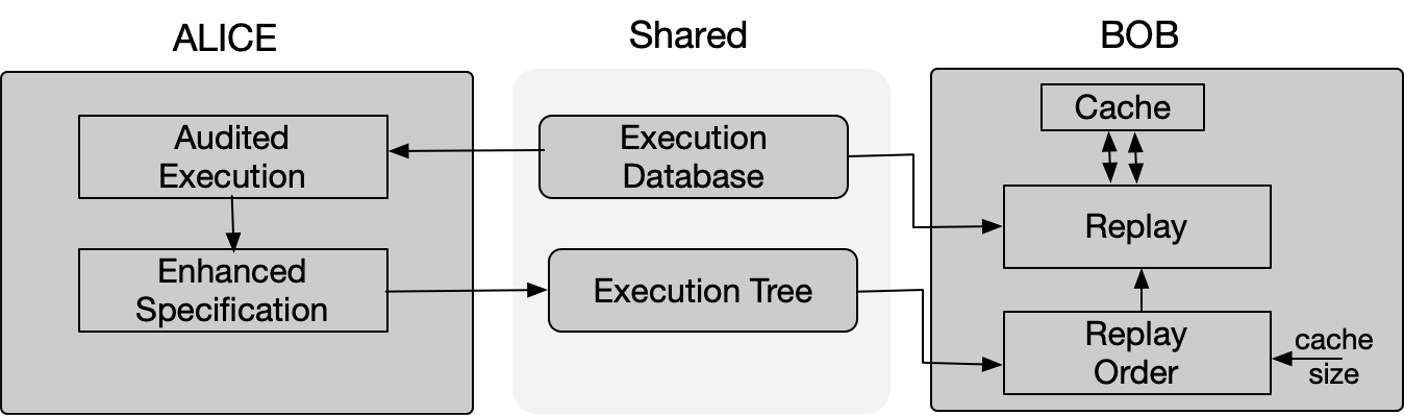 ALICE
Audited
Execution
Enhanced
Specification
Shared
Execution
Database
Execution Tree
BOB
Cache
Replay
Replay
Order
cache
size